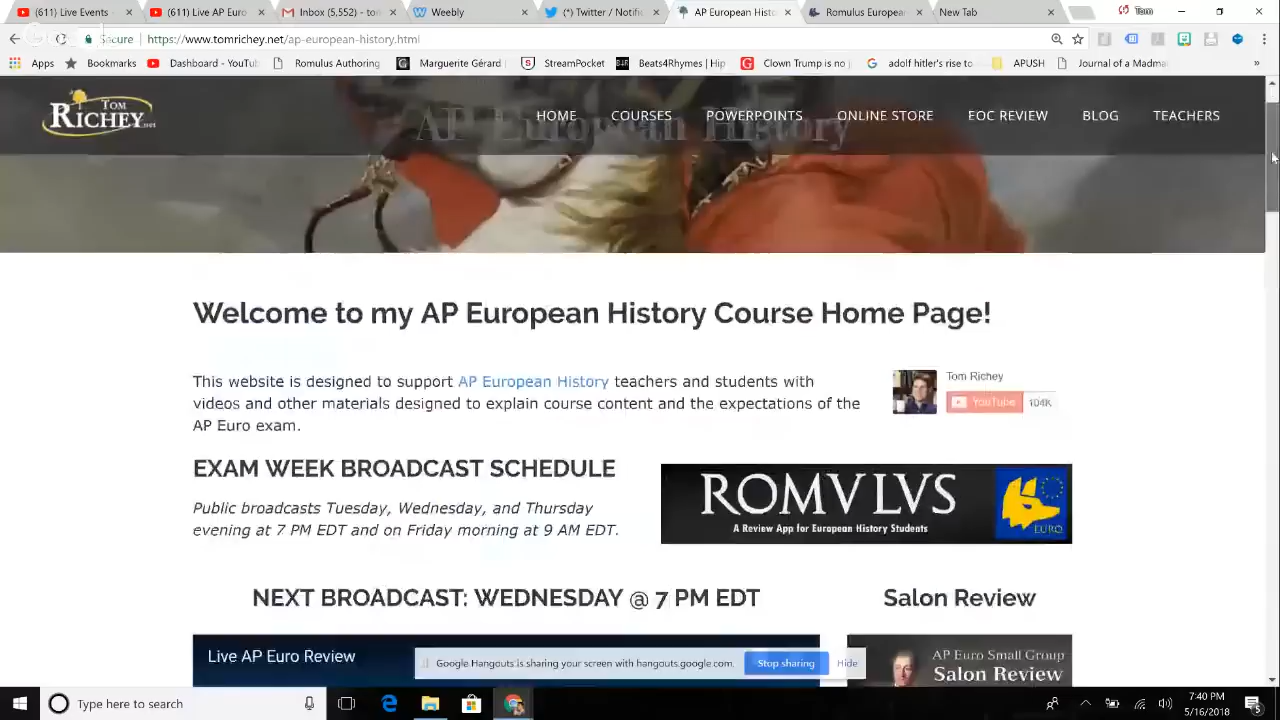 (611) Live Events -
(611) Live AP Euro
Inbox (5,552) - ton
Weebly
(*) Twitter / Notific
AP European Histo
Romulus European
New Tab
Tom
Secure
https://www.tomrichey.net/ap-european-history.html
Apps
Bookmarks
Dashboard - YouTu
Romulus Authoring
Marguerite Gérard
StreamPocket
Beats4Rhymes | Hip
Clown Trump is no j
adolf hitler's rise to
APUSH
Journal of a Madma
TOM
RICHEY.net
AP European History
HOME
COURSES
POWERPOINTS
ONLINE STORE
EOC REVIEW
BLOG
TEACHERS
Welcome to my AP European History Course Home Page!
This website is designed to support AP European History teachers and students with
videos and other materials designed to explain course content and the expectations of the
AP Euro exam.
Tom Richey
YouTube 104K
EXAM WEEK BROADCAST SCHEDULE
Public broadcasts Tuesday, Wednesday, and Thursday
evening at 7 PM EDT and on Friday morning at 9 AM EDT.
ROMVLVS
A Review App for European History Students
EURO
NEXT BROADCAST: WEDNESDAY @ 7 PM EDT
Salon Review
Live AP Euro Review
AP Euro Small Group
Salon Review
Google Hangouts is sharing your screen with hangouts.google.com.
Stop sharing
Hide
Type here to search
7:40 PM
5/16/2018
5